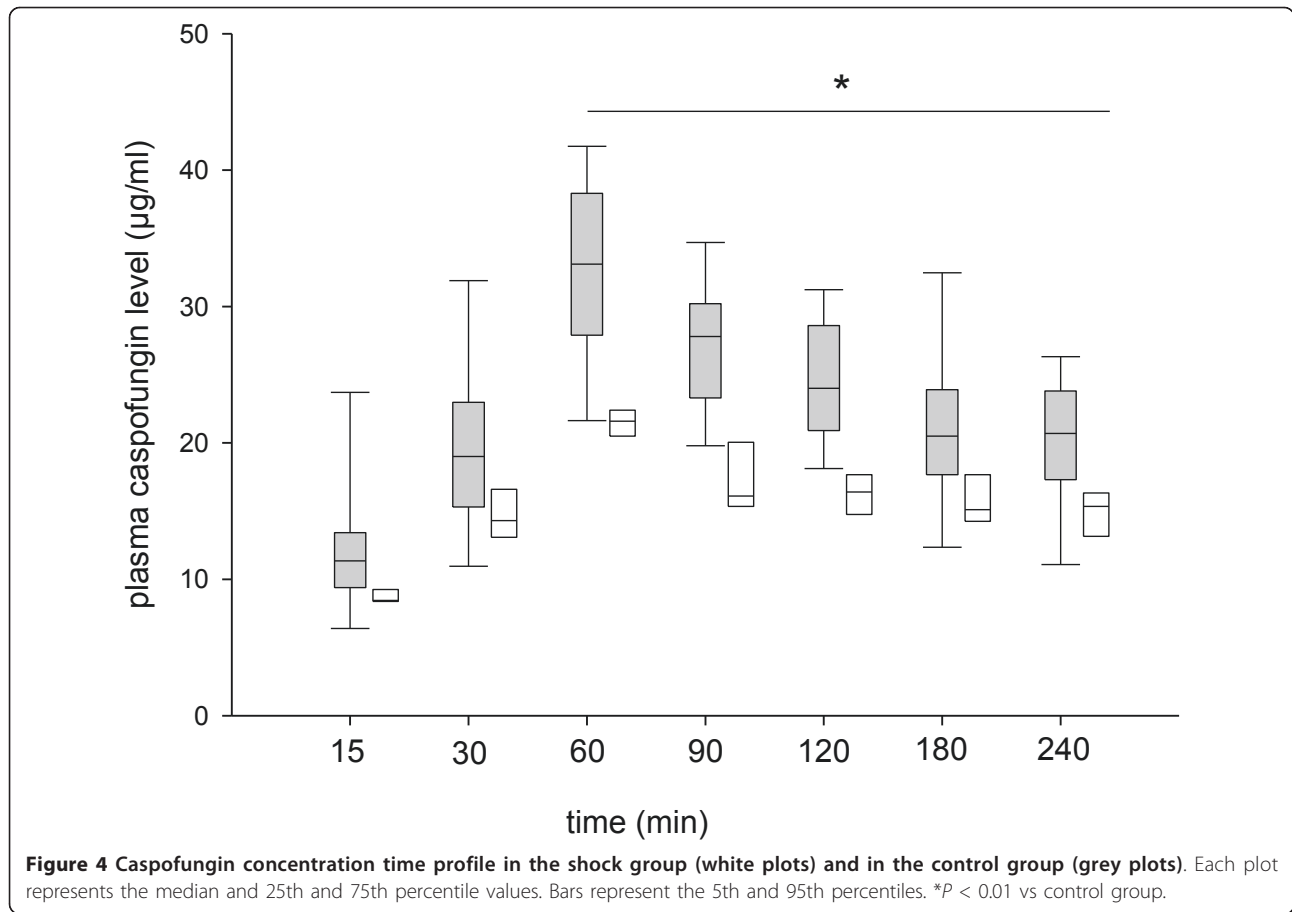 50
*
40
30
20
10
0
plasma caspofungin level (µg/ml)
15 30 60 90 120 180 240
time (min)
Figure 4 Caspofungin concentration time profile in the shock group (white plots) and in the control group (grey plots). Each plot
represents the median and 25th and 75th percentile values. Bars represent the 5th and 95th percentiles. *P < 0.01 vs control group.